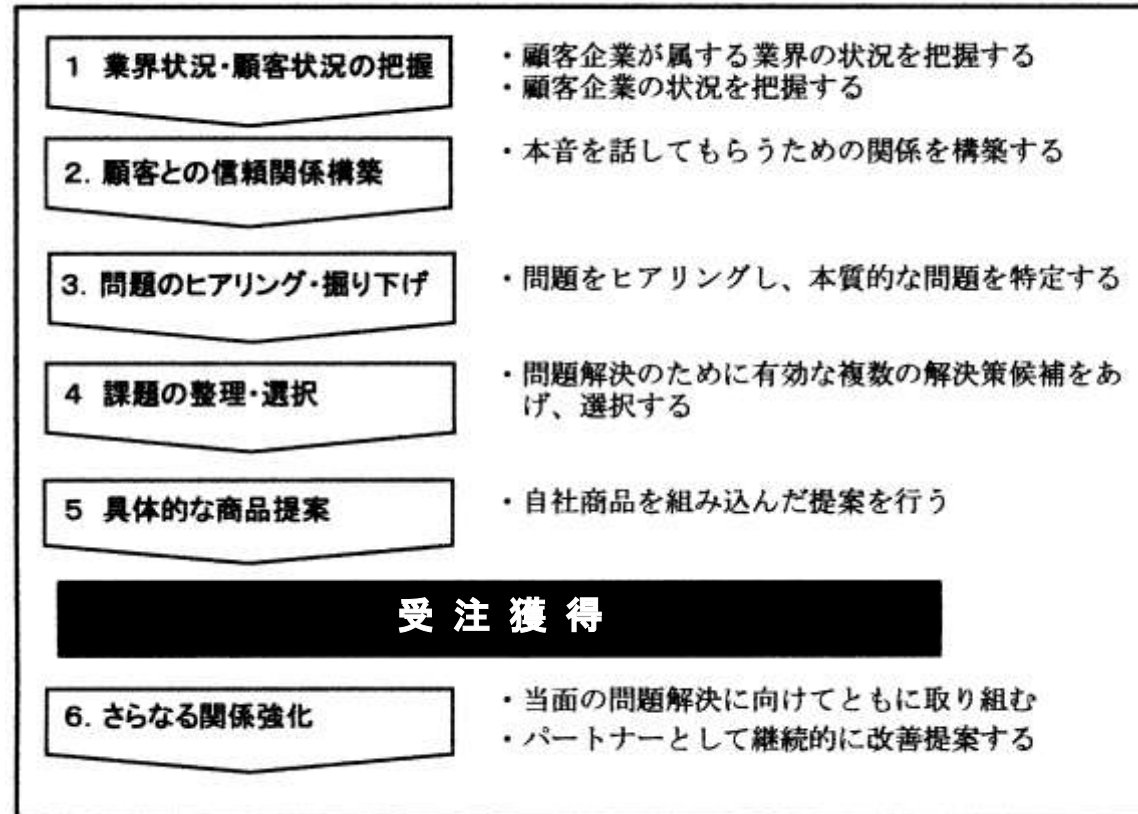 1 業界状況・顧客状況の把握
・顧客企業が属する業界の状況を把握する
・顧客企業の状況を把握する
2. 顧客との信頼関係構築
・本音を話してもらうための関係を構築する
3. 問題のヒアリング・掘り下げ
・問題をヒアリングし、本質的な問題を特定する
4 課題の整理・選択
・問題解決のために有効な複数の解決策候補をあ
げ、選択する
5 具体的な商品提案
・自社商品を組み込んだ提案を行う
受注獲得
6. さらなる関係強化
・当面の問題解決に向けてともに取り組む
・パートナーとして継続的に改善提案する